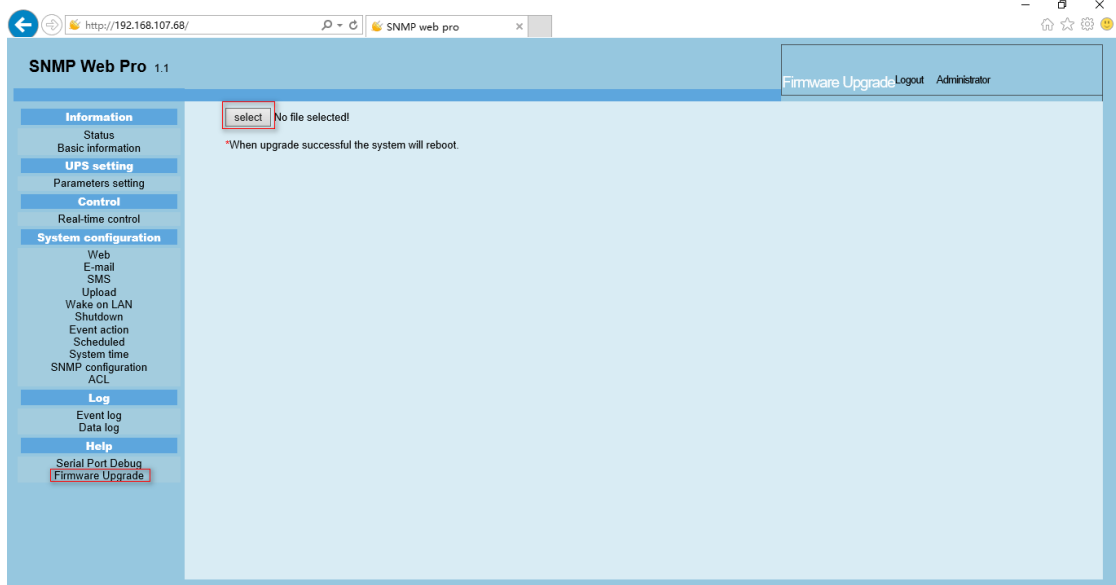 http://192.168.107.68/
SNMP web pro
SNMP Web Pro 1.1
Firmware Upgrade Logout Administrator
Information
Status
Basic information
UPS setting
Parameters setting
Control
Real-time control
System configuration
Web
E-mail
SMS
Upload
Wake on LAN
Shutdown
Event action
Scheduled
System time
SNMP configuration
ACL
Log
Event log
Data log
Help
Serial Port Debug
Firmware Upgrade
select No file selected!
*When upgrade successful the system will reboot.